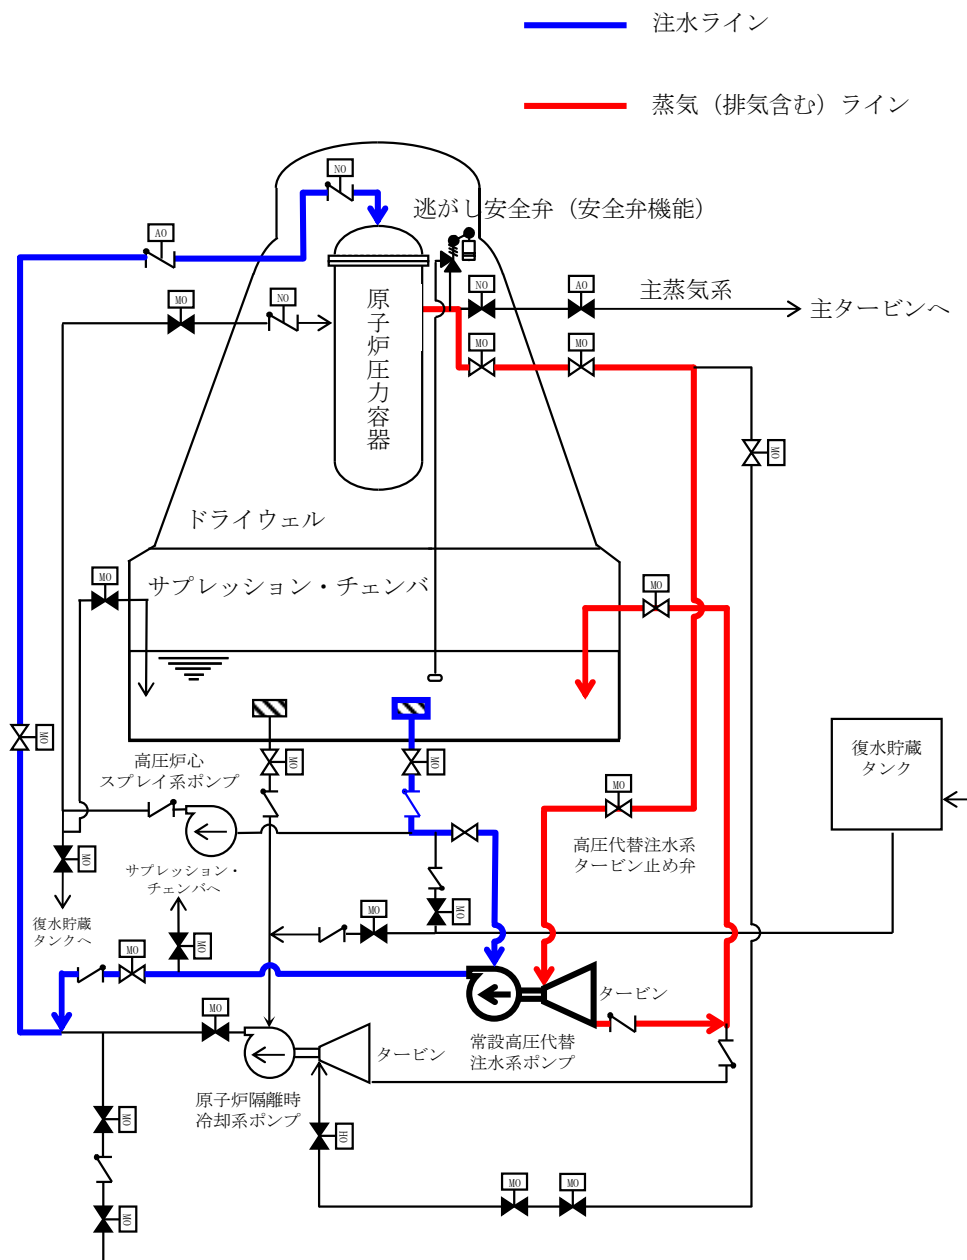 注水ライン
蒸気（排気含む）ライン
NO
逃がし安全弁（安全弁機能）
AO
MO
NO
NO
AO
主蒸気系
主タービンへ
原子炉圧力容器
MO
MO
MO
ドライウェル
サプレッション・チェンバ
MO
MO
MO
高圧炉心
スプレイ系ポンプ
MO
MO
復水貯蔵
タンク
MO
高圧代替注水系
タービン止め弁
サプレッション・
チェンバへ
MO
復水貯蔵
タンクへ
MO
MO
MO
MO
タービン
MO
常設高圧代替
注水系ポンプ
タービン
原子炉隔離時
冷却系ポンプ
MO
HO
MO
MO
MO